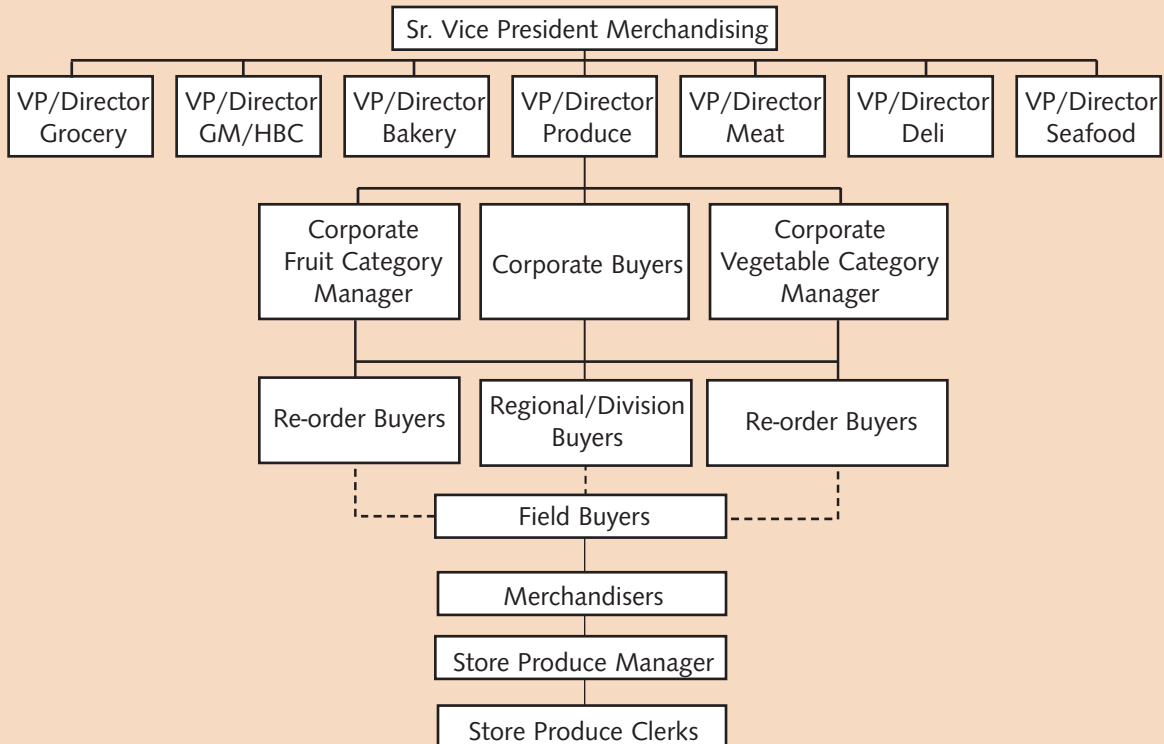 Sr. Vice President Merchandising
VP/Director
Grocery
VP/Director
GM/HBC
VP/Director
Bakery
VP/Director
Produce
VP/Director
Meat
VP/Director
Deli
VP/Director
Seafood
Corporate
Fruit Category
Manager
Corporate Buyers
Corporate
Vegetable Category
Manager
Re-order Buyers
Regional/Division
Buyers
Re-order Buyers
Field Buyers
Merchandisers
Store Produce Manager
Store Produce Clerks